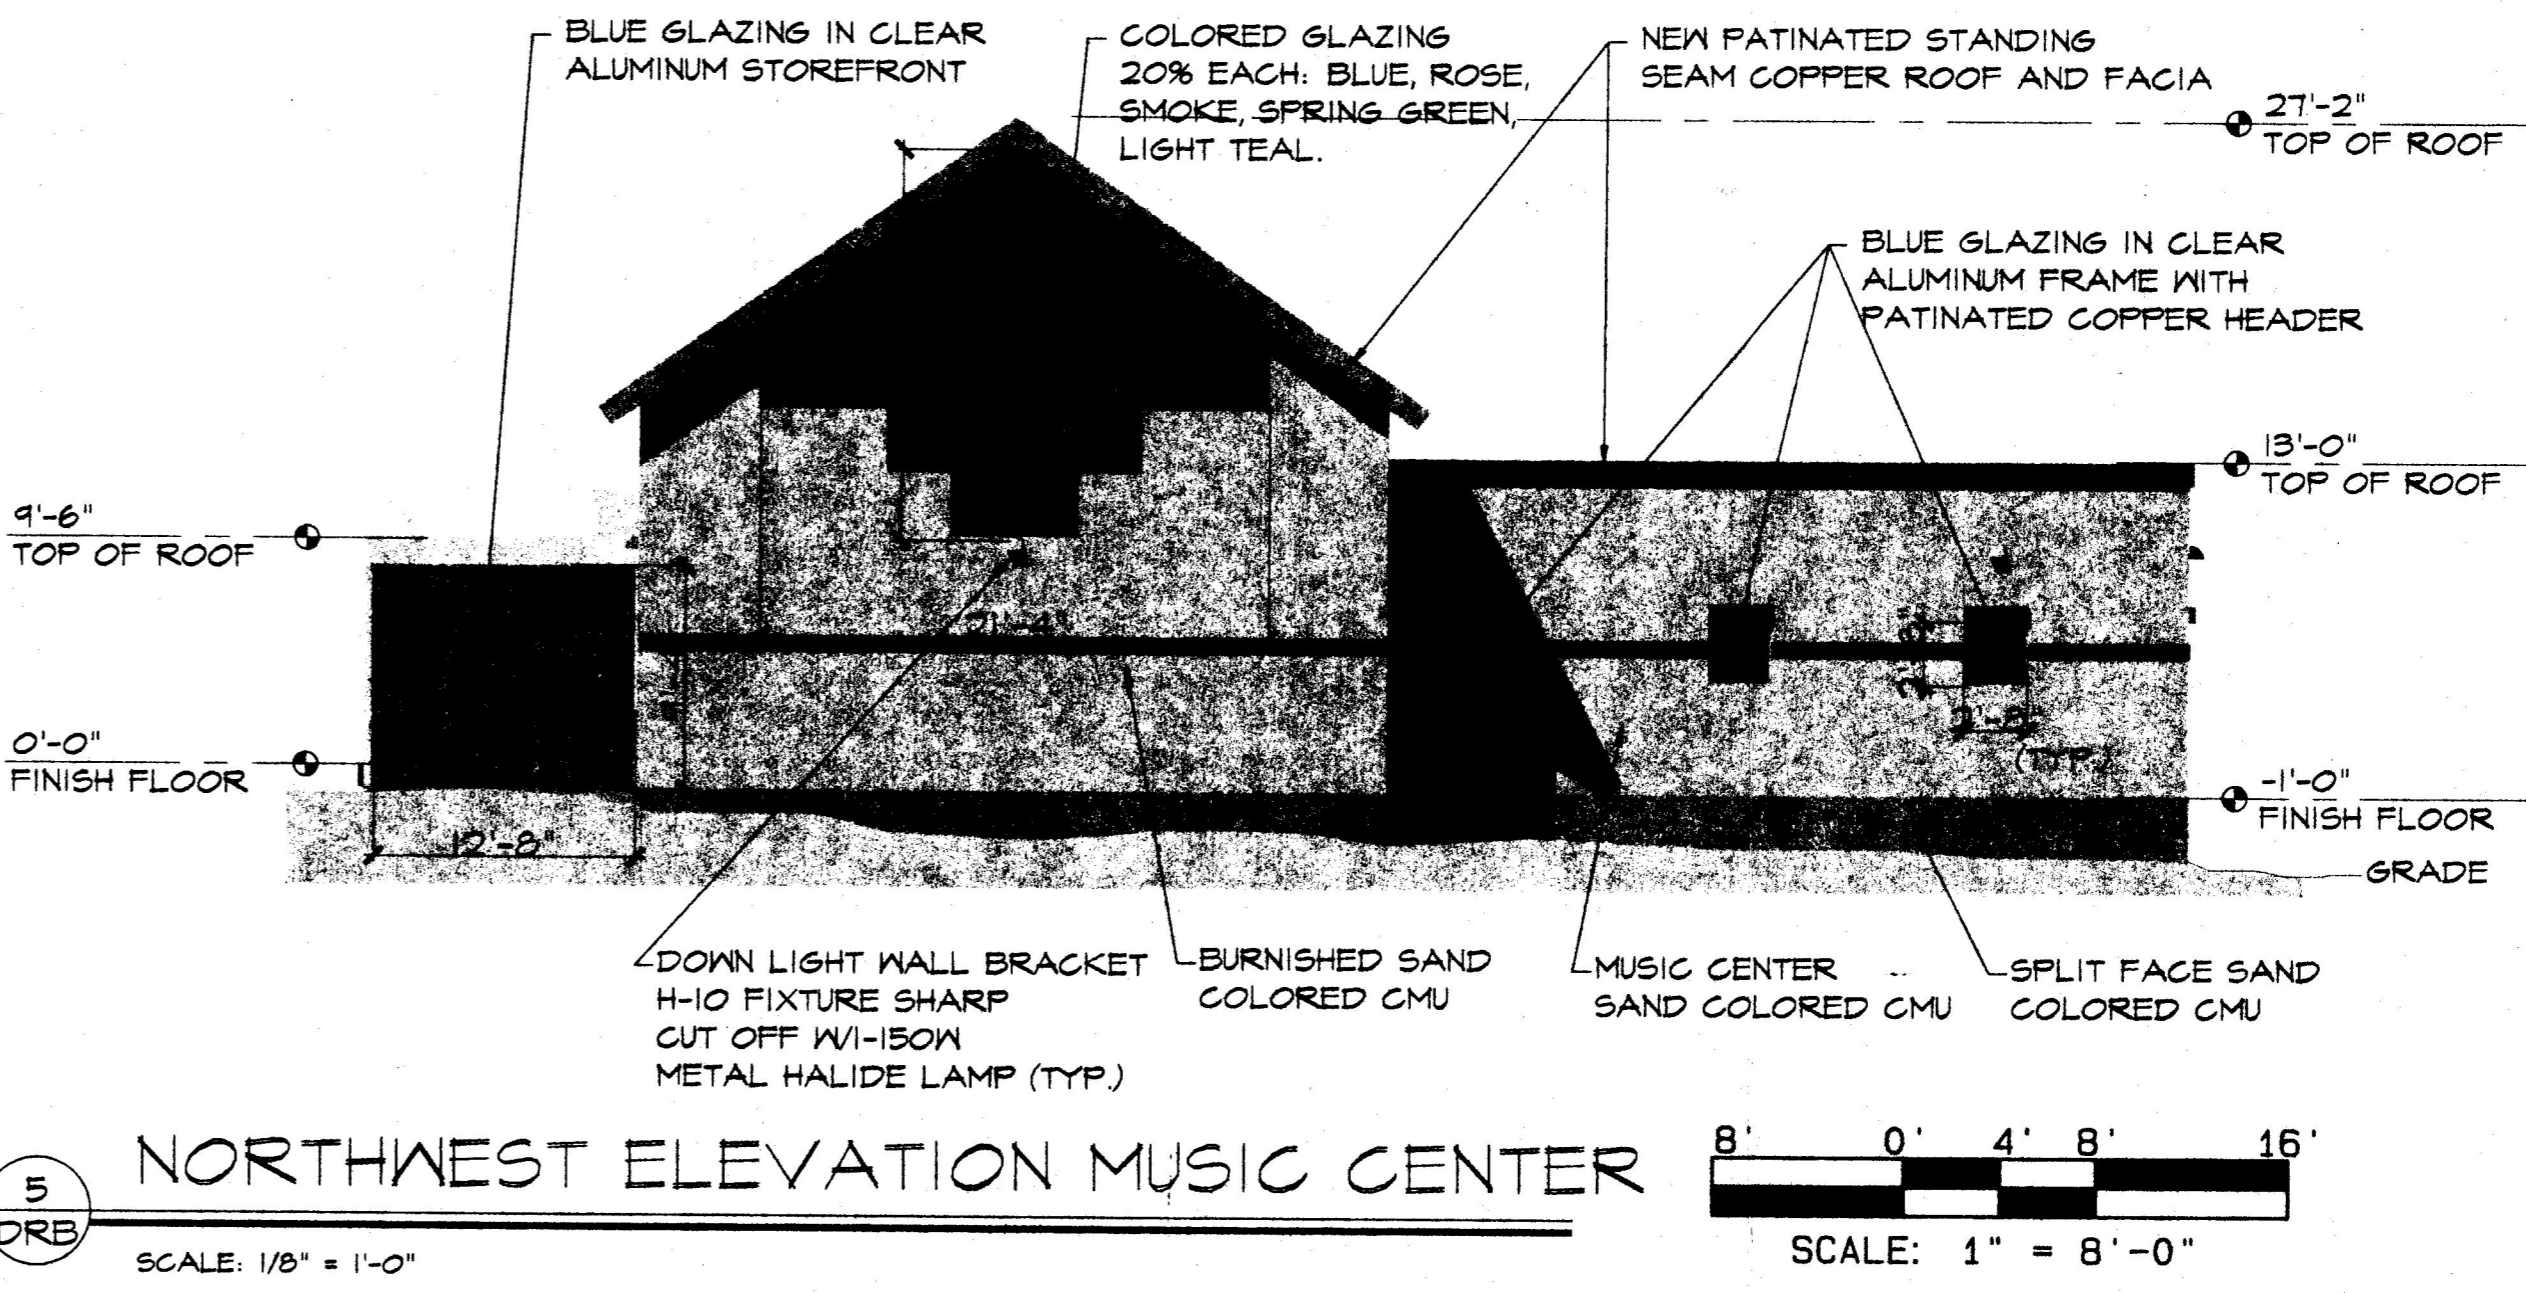 BLUE GLAZING IN CLEAR
ALUMINUM STOREFRONT
COLORED GLAZING
20% EACH: BLUE, ROSE,
SMOKE, SPRING GREEN,
LIGHT TEAL.
NEW PATINATED STANDING
SEAM COPPER ROOF AND FACIA
27'-2"
TOP OF ROOF
BLUE GLAZING IN CLEAR
ALUMINUM FRAME WITH
PATINATED COPPER HEADER
13'-0"
TOP OF ROOF
9'-6"
TOP OF ROOF
0'-0"
FINISH FLOOR
12'-8"
21'-4"
2'-8"
(TYP.)
-1'-0"
FINISH FLOOR
GRADE
DOWN LIGHT WALL BRACKET
H-10 FIXTURE SHARP
CUT OFF W/1-150W
METAL HALIDE LAMP (TYP.)
BURNISHED SAND
COLORED CMU
MUSIC CENTER
SAND COLORED CMU
SPLIT FACE SAND
COLORED CMU
5
DRB
NORTHWEST ELEVATION MUSIC CENTER
SCALE: 1/8" = 1'-0"
8' 0' 4' 8' 16'
SCALE: 1" = 8'-0"